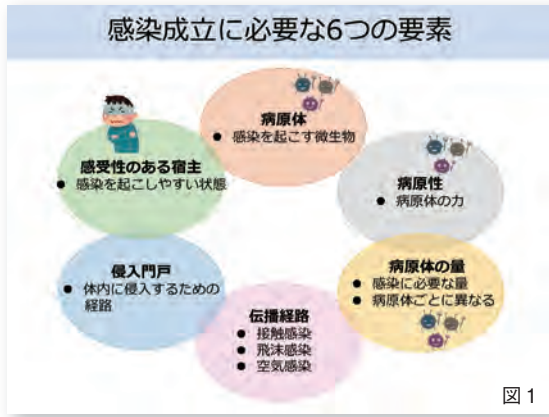 感染成立に必要な6つの要素
病原体
● 感染を起こす微生物
病原性
● 病原体の力
病原体の量
● 感染に必要な量
● 病原体ごとに異なる
伝播経路
● 接触感染
● 飛沫感染
● 空気感染
侵入門戸
● 体内に侵入するための
経路
感受性のある宿主
● 感染を起こしやすい状態
図1